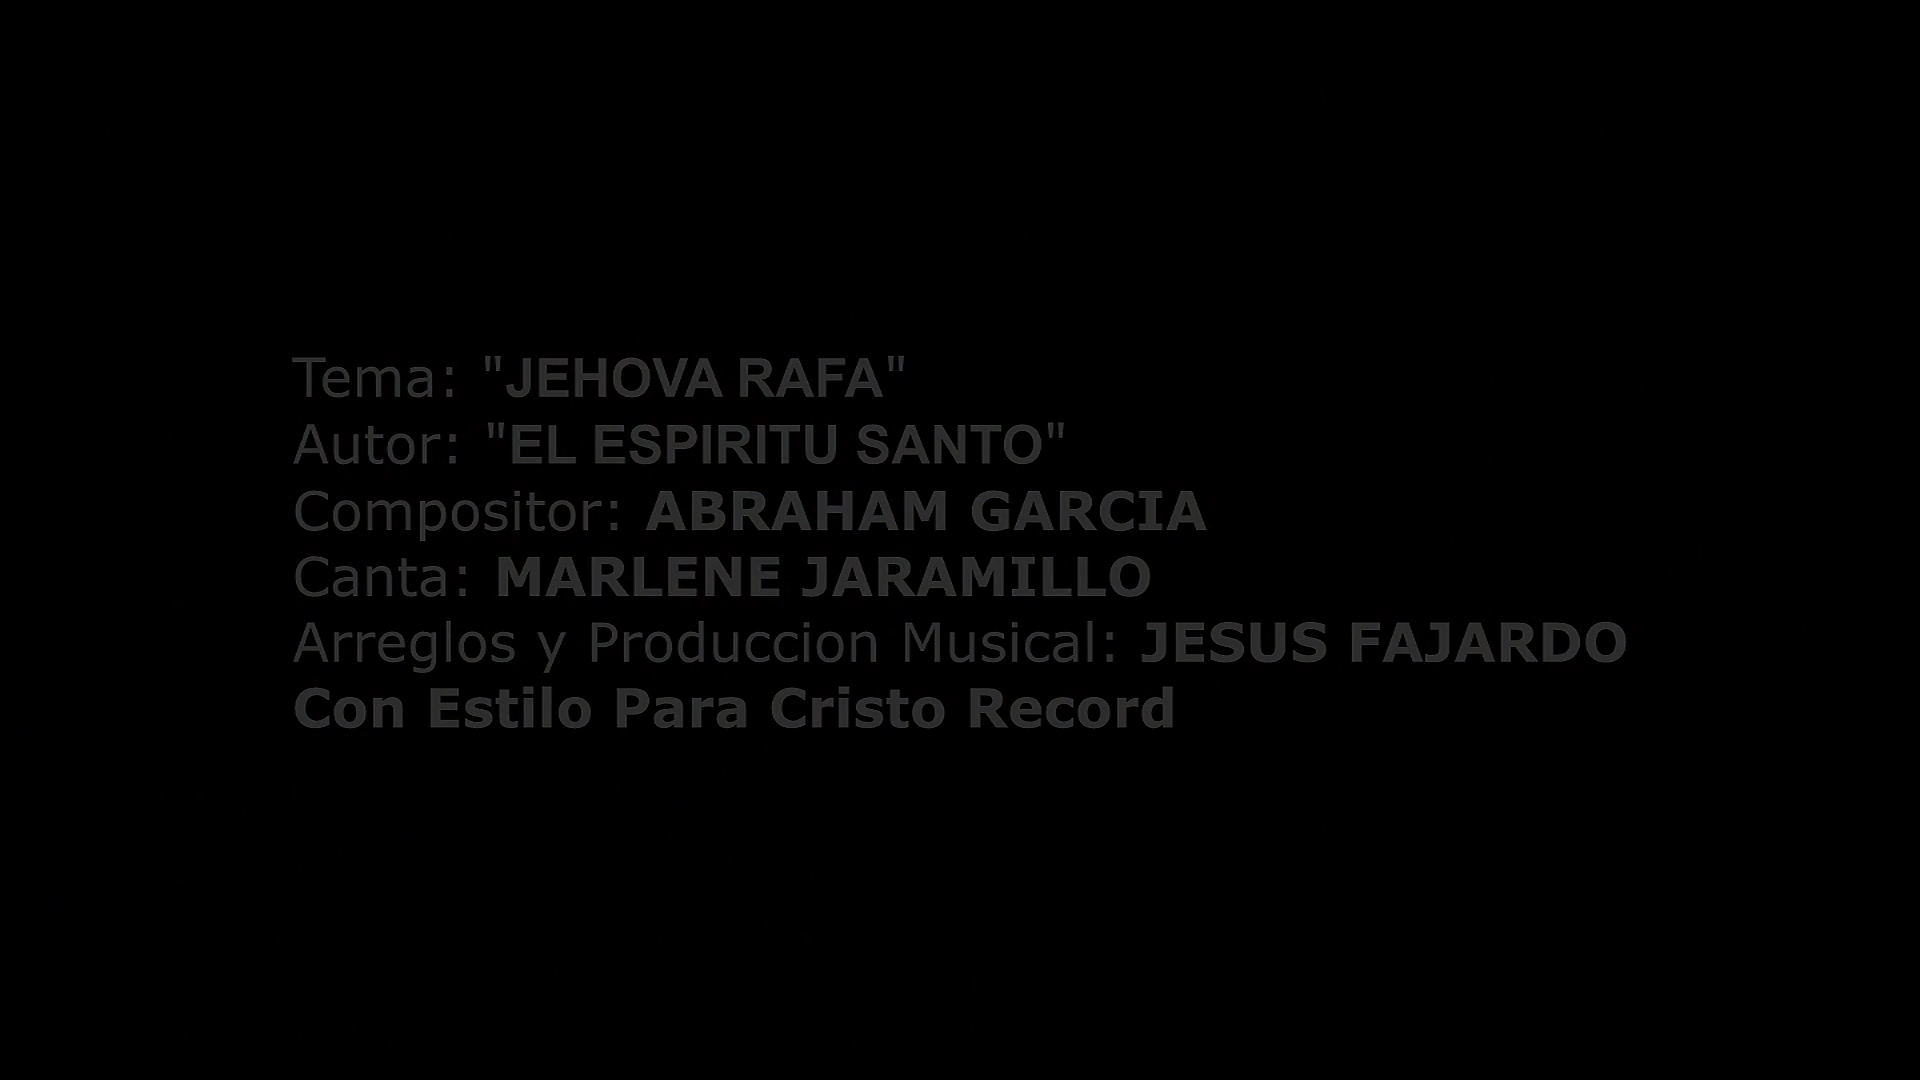 Tema: "JEHOVA RAFA"
Autor: "EL ESPIRITU SANTO"
Compositor: ABRAHAM GARCIA
Canta: MARLENE JARAMILLO
Arreglos y Produccion Musical: JESUS FAJARDO
Con Estilo Para Cristo Record